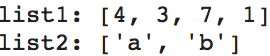 list1: [4, 3, 7, 1]
list2: ['a', 'b']